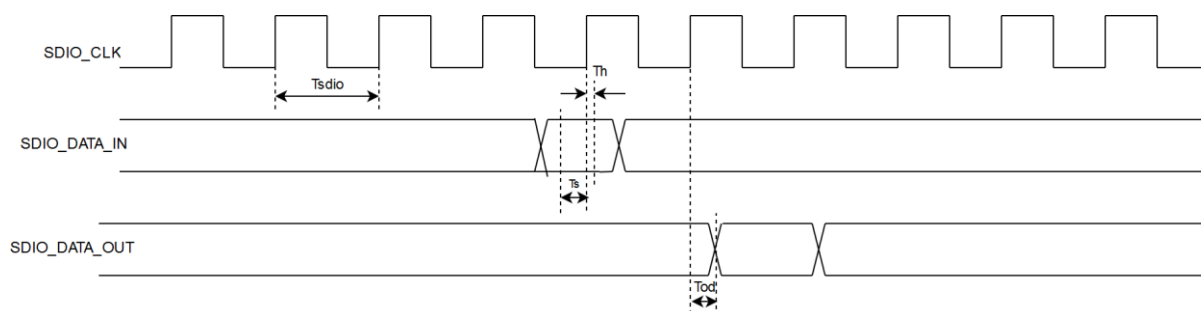 SDIO_CLK
Th
Tsdio
SDIO_DATA_IN
Ts
SDIO_DATA_OUT
Tod